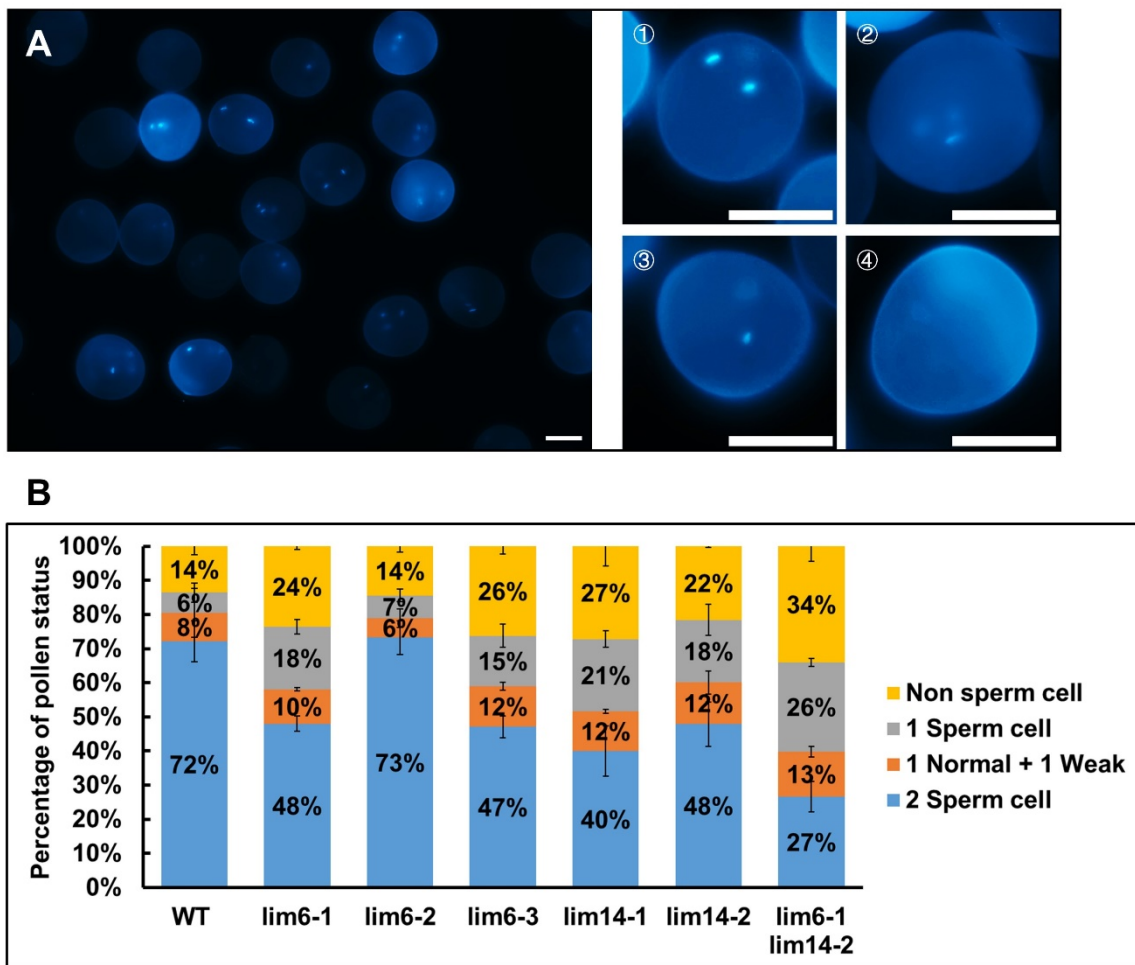 A
①
②
③
④
B
Percentage of pollen status
100%
90%
80%
70%
60%
50%
40%
30%
20%
10%
0%
14%
6%
8%
72%
24%
18%
10%
48%
14%
7%
6%
73%
26%
15%
12%
47%
27%
21%
12%
40%
22%
18%
12%
48%
34%
26%
13%
27%
WT
lim6-1
lim6-2
lim6-3
lim14-1
lim14-2
lim6-1
lim14-2
Non sperm cell
1 Sperm cell
1 Normal + 1 Weak
2 Sperm cell